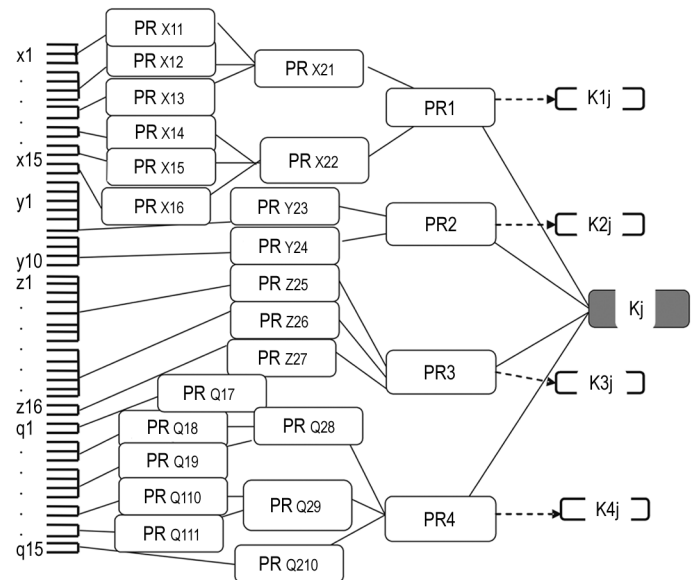 x1
.
.
.
.
x15
y1
y10
z1
.
.
.
.
z16
q1
.
.
.
.
q15
PR X11
PR X12
PR X13
PR X14
PR X15
PR X16
PR X21
PR X22
PR Y23
PR Y24
PR Z25
PR Z26
PR Z27
PR Q17
PR Q18
PR Q19
PR Q110
PR Q111
PR Q28
PR Q29
PR Q210
PR1
PR2
PR3
PR4
K1j
K2j
Kj
K3j
K4j